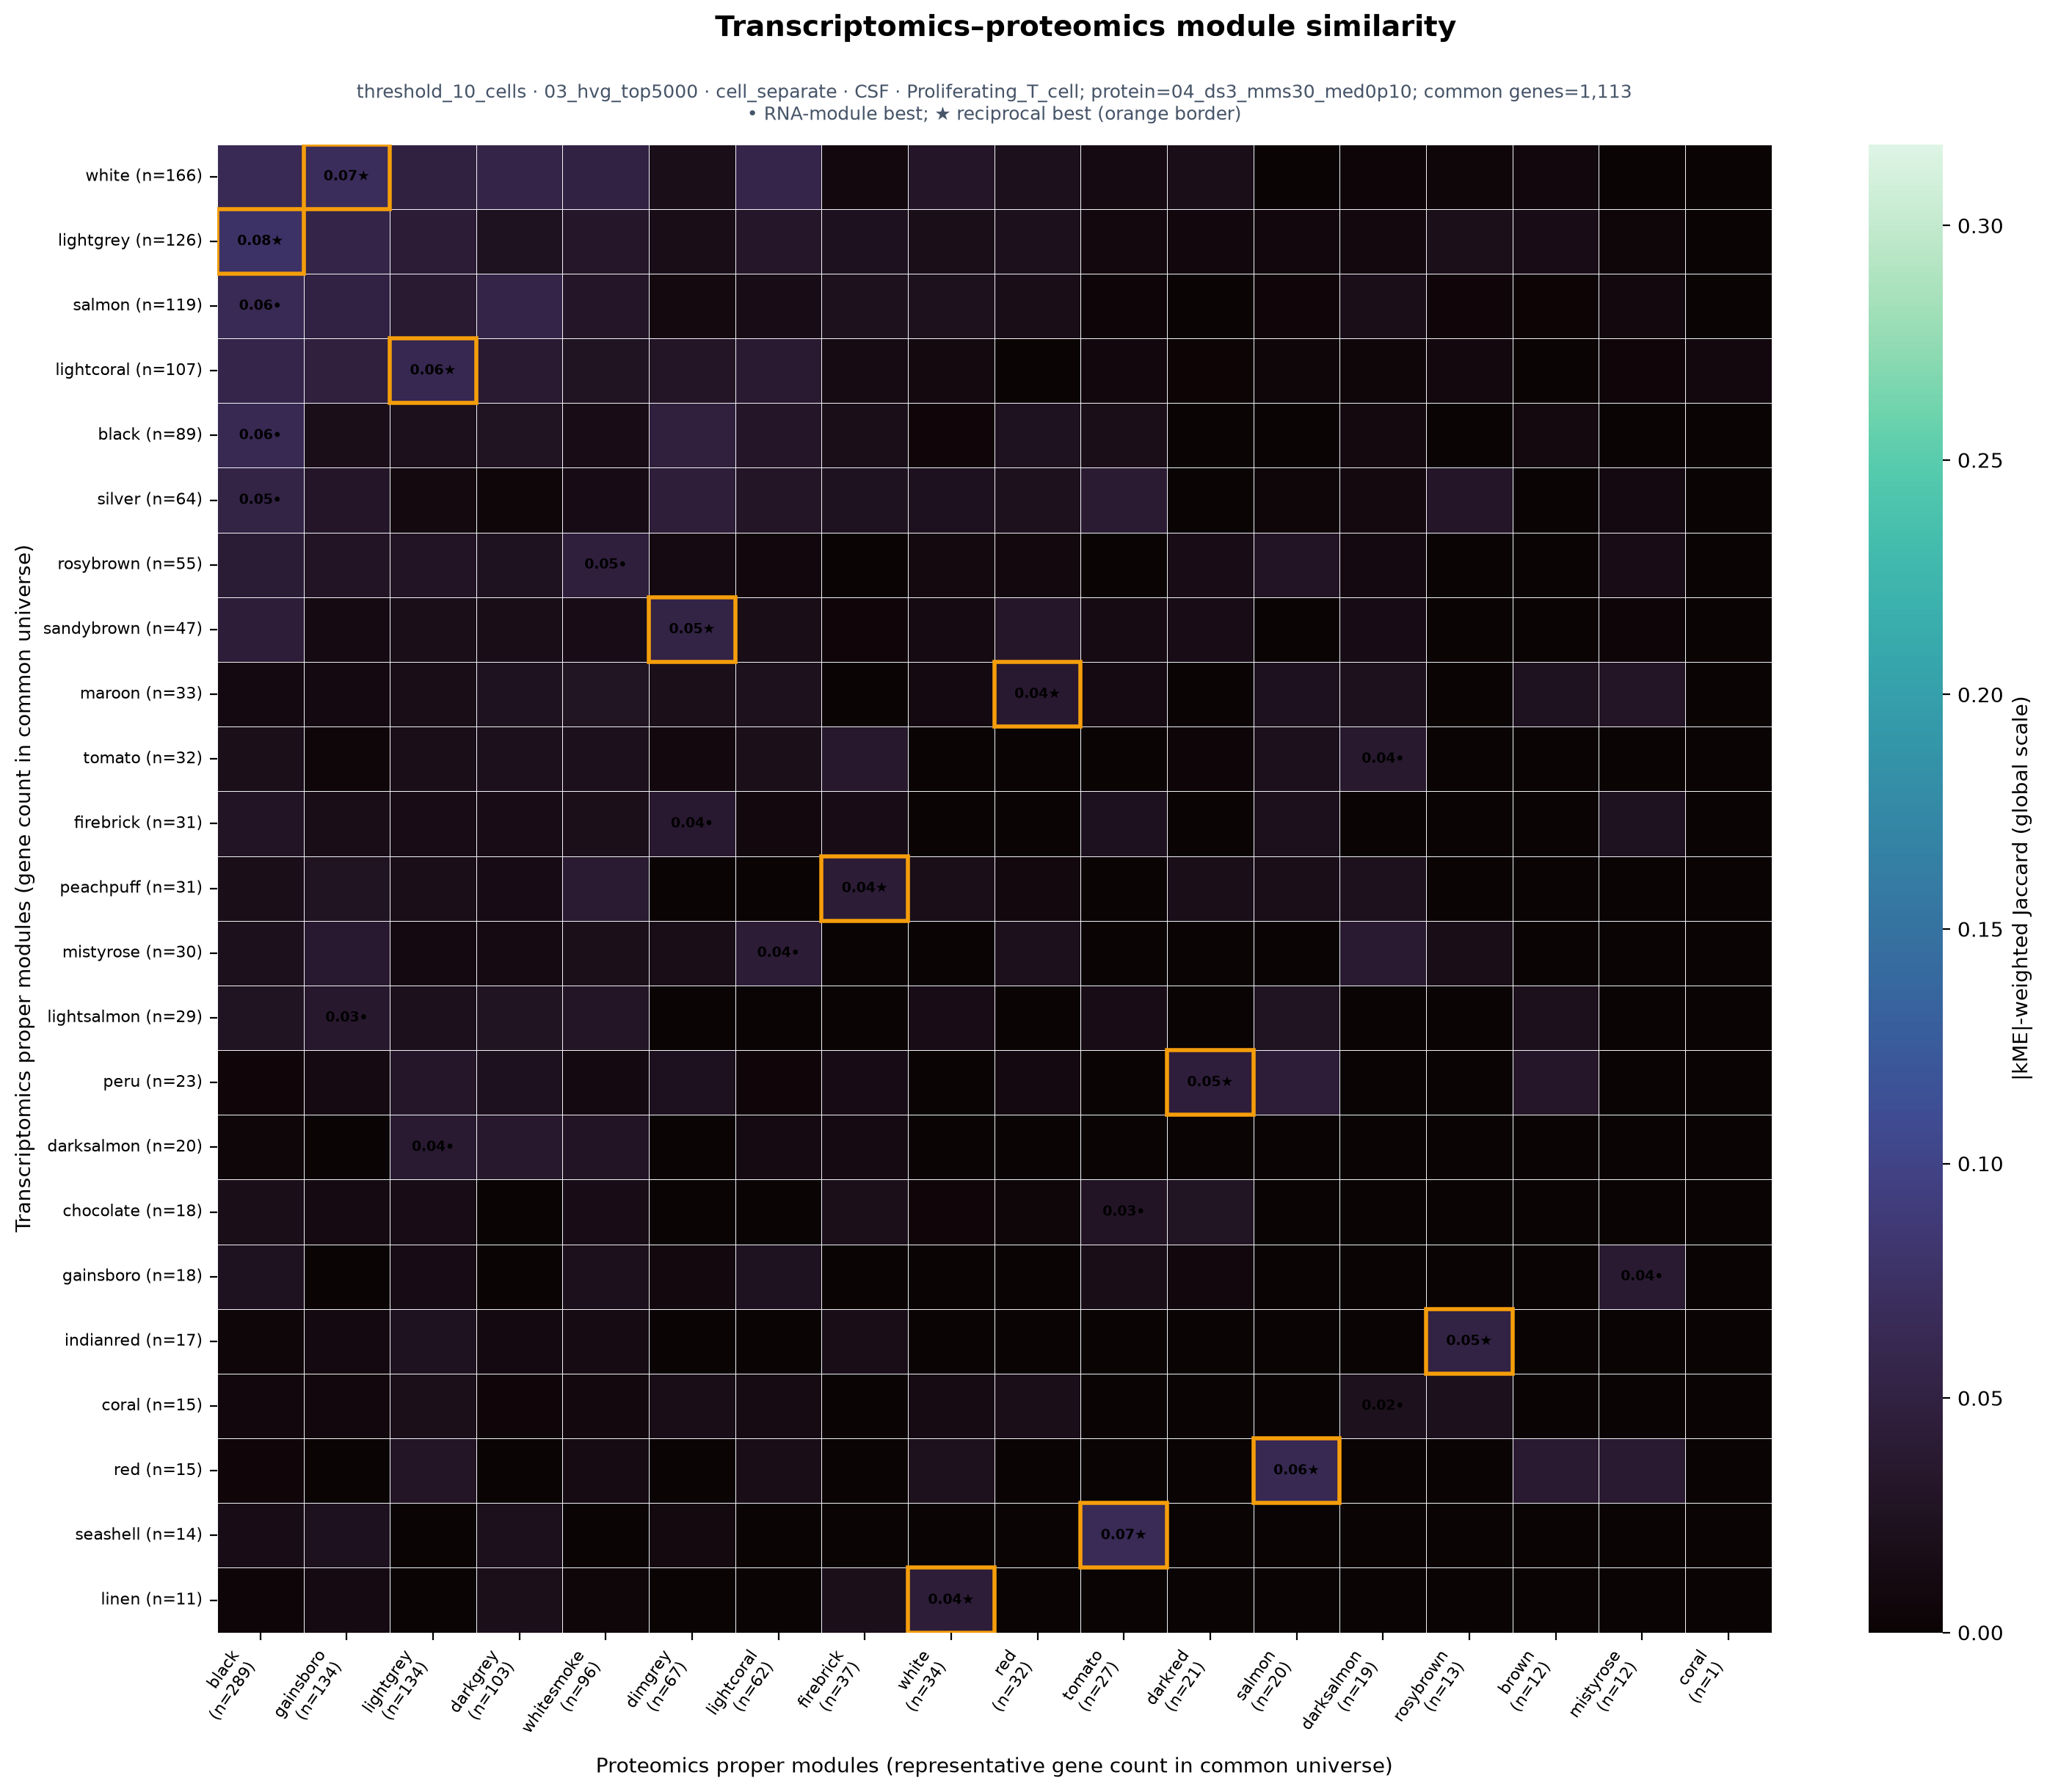 Transcriptomics–proteomics module similarity
threshold_10_cells · 03_hvg_top5000 · cell_separate · CSF · Proliferating_T_cell; protein=04_ds3_mms30_med0p10; common genes=1,113
• RNA-module best; ★ reciprocal best (orange border)
Transcriptomics proper modules (gene count in common universe)
white (n=166)
0.07★
lightgrey (n=126)
0.08★
salmon (n=119)
0.06•
lightcoral (n=107)
0.06★
black (n=89)
0.06•
silver (n=64)
0.05•
rosybrown (n=55)
0.05•
sandybrown (n=47)
0.05★
maroon (n=33)
0.04★
tomato (n=32)
0.04•
firebrick (n=31)
0.04•
peachpuff (n=31)
0.04★
mistyrose (n=30)
0.04•
lightsalmon (n=29)
0.03•
peru (n=23)
0.05★
darksalmon (n=20)
0.04•
chocolate (n=18)
0.03•
gainsboro (n=18)
0.04•
indianred (n=17)
0.05★
coral (n=15)
0.02•
red (n=15)
0.06★
seashell (n=14)
0.07★
linen (n=11)
0.04★
black
(n=289)
gainsboro
(n=134)
lightgrey
(n=134)
darkgrey
(n=103)
whitesmoke
(n=96)
dimgrey
(n=67)
lightcoral
(n=62)
firebrick
(n=37)
white
(n=34)
red
(n=32)
tomato
(n=27)
darkred
(n=21)
salmon
(n=20)
darksalmon
(n=19)
rosybrown
(n=13)
brown
(n=12)
mistyrose
(n=12)
coral
(n=1)
Proteomics proper modules (representative gene count in common universe)
0.30
0.25
0.20
0.15
0.10
0.05
0.00
|kME|-weighted Jaccard (global scale)